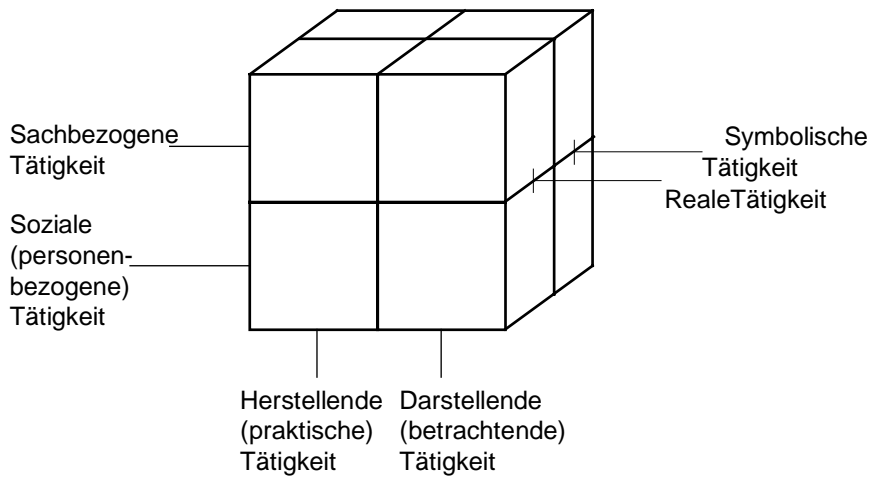 Sachbezogene
Tätigkeit
Soziale
(personen-
bezogene)
Tätigkeit
Symbolische
Tätigkeit
RealeTätigkeit
Herstellende
(praktische)
Tätigkeit
Darstellende
(betrachtende)
Tätigkeit